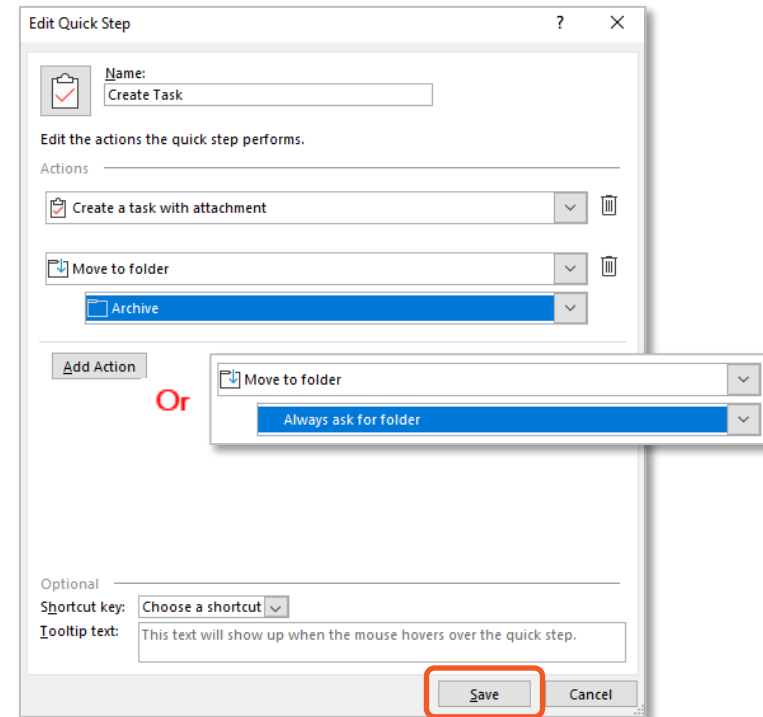 Edit Quick Step
?
Name:
Create Task
Edit the actions the quick step performs.
Actions
Create a task with attachment
Move to folder
Archive
Add Action
Or
Move to folder
Always ask for folder
Optional
Shortcut key: Choose a shortcut
Tooltip text: This text will show up when the mouse hovers over the quick step.
Save Cancel